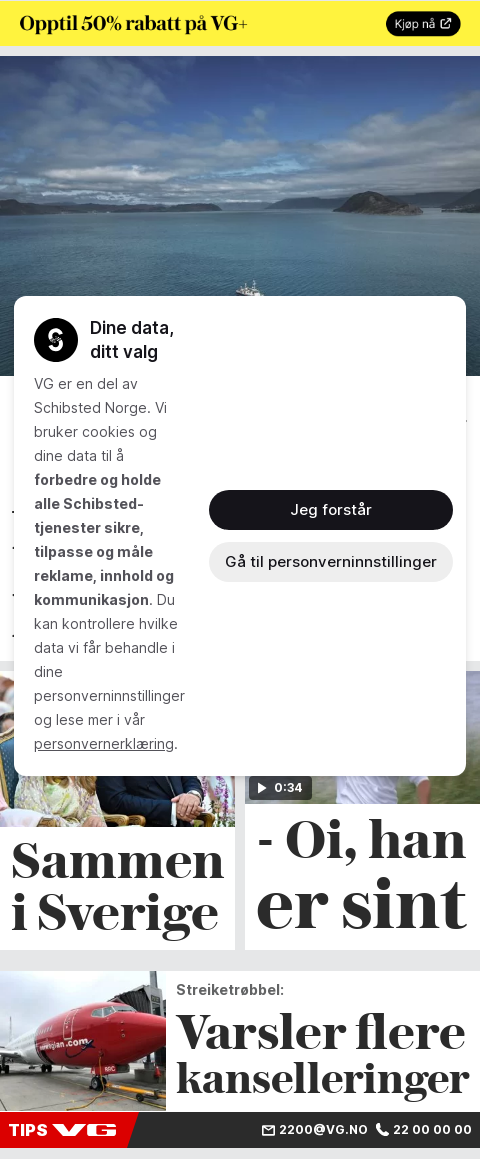 Opptil 50% rabatt på VG+
Kjøp nå
Dine data,
ditt valg
VG er en del av
Schibsted Norge. Vi
bruker cookies og
dine data til å
forbedre og holde
alle Schibsted-
tjenester sikre,
tilpasse og måle
reklame, innhold og
kommunikasjon. Du
kan kontrollere hvilke
data vi får behandle i
dine
personverninnstillinger
og lese mer i vår
personvernerklæring.
Jeg forstår
Gå til personverninnstillinger
0:34
Sammen
i Sverige
- Oi, han
er sint
Streiketrøbbel:
Varsler flere
kanselleringer
TIPS VG
2200@VG.NO
22 00 00 00